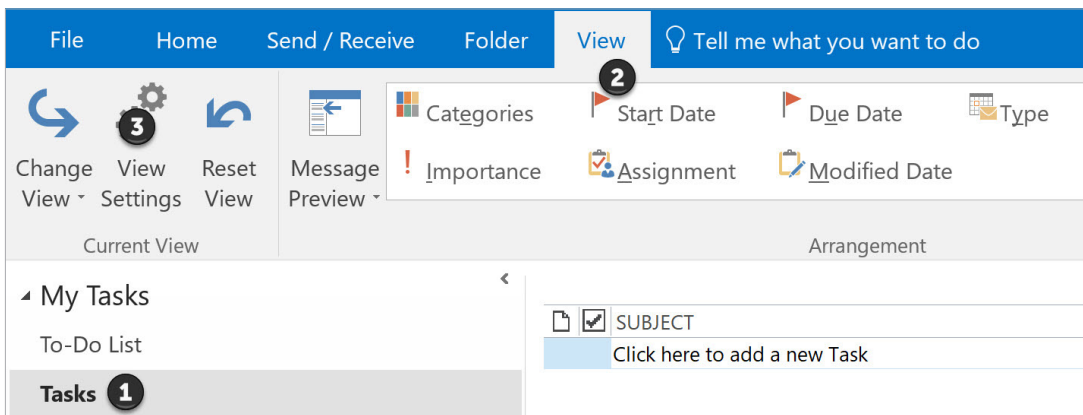 File Home Send / Receive Folder View Tell me what you want to do
2
Categories Start Date Due Date Type
3
Change View Reset Message
View Settings View Preview
Importance Assignment Modified Date
Current View Arrangement
My Tasks
SUBJECT
To-Do List
Click here to add a new Task
Tasks 1